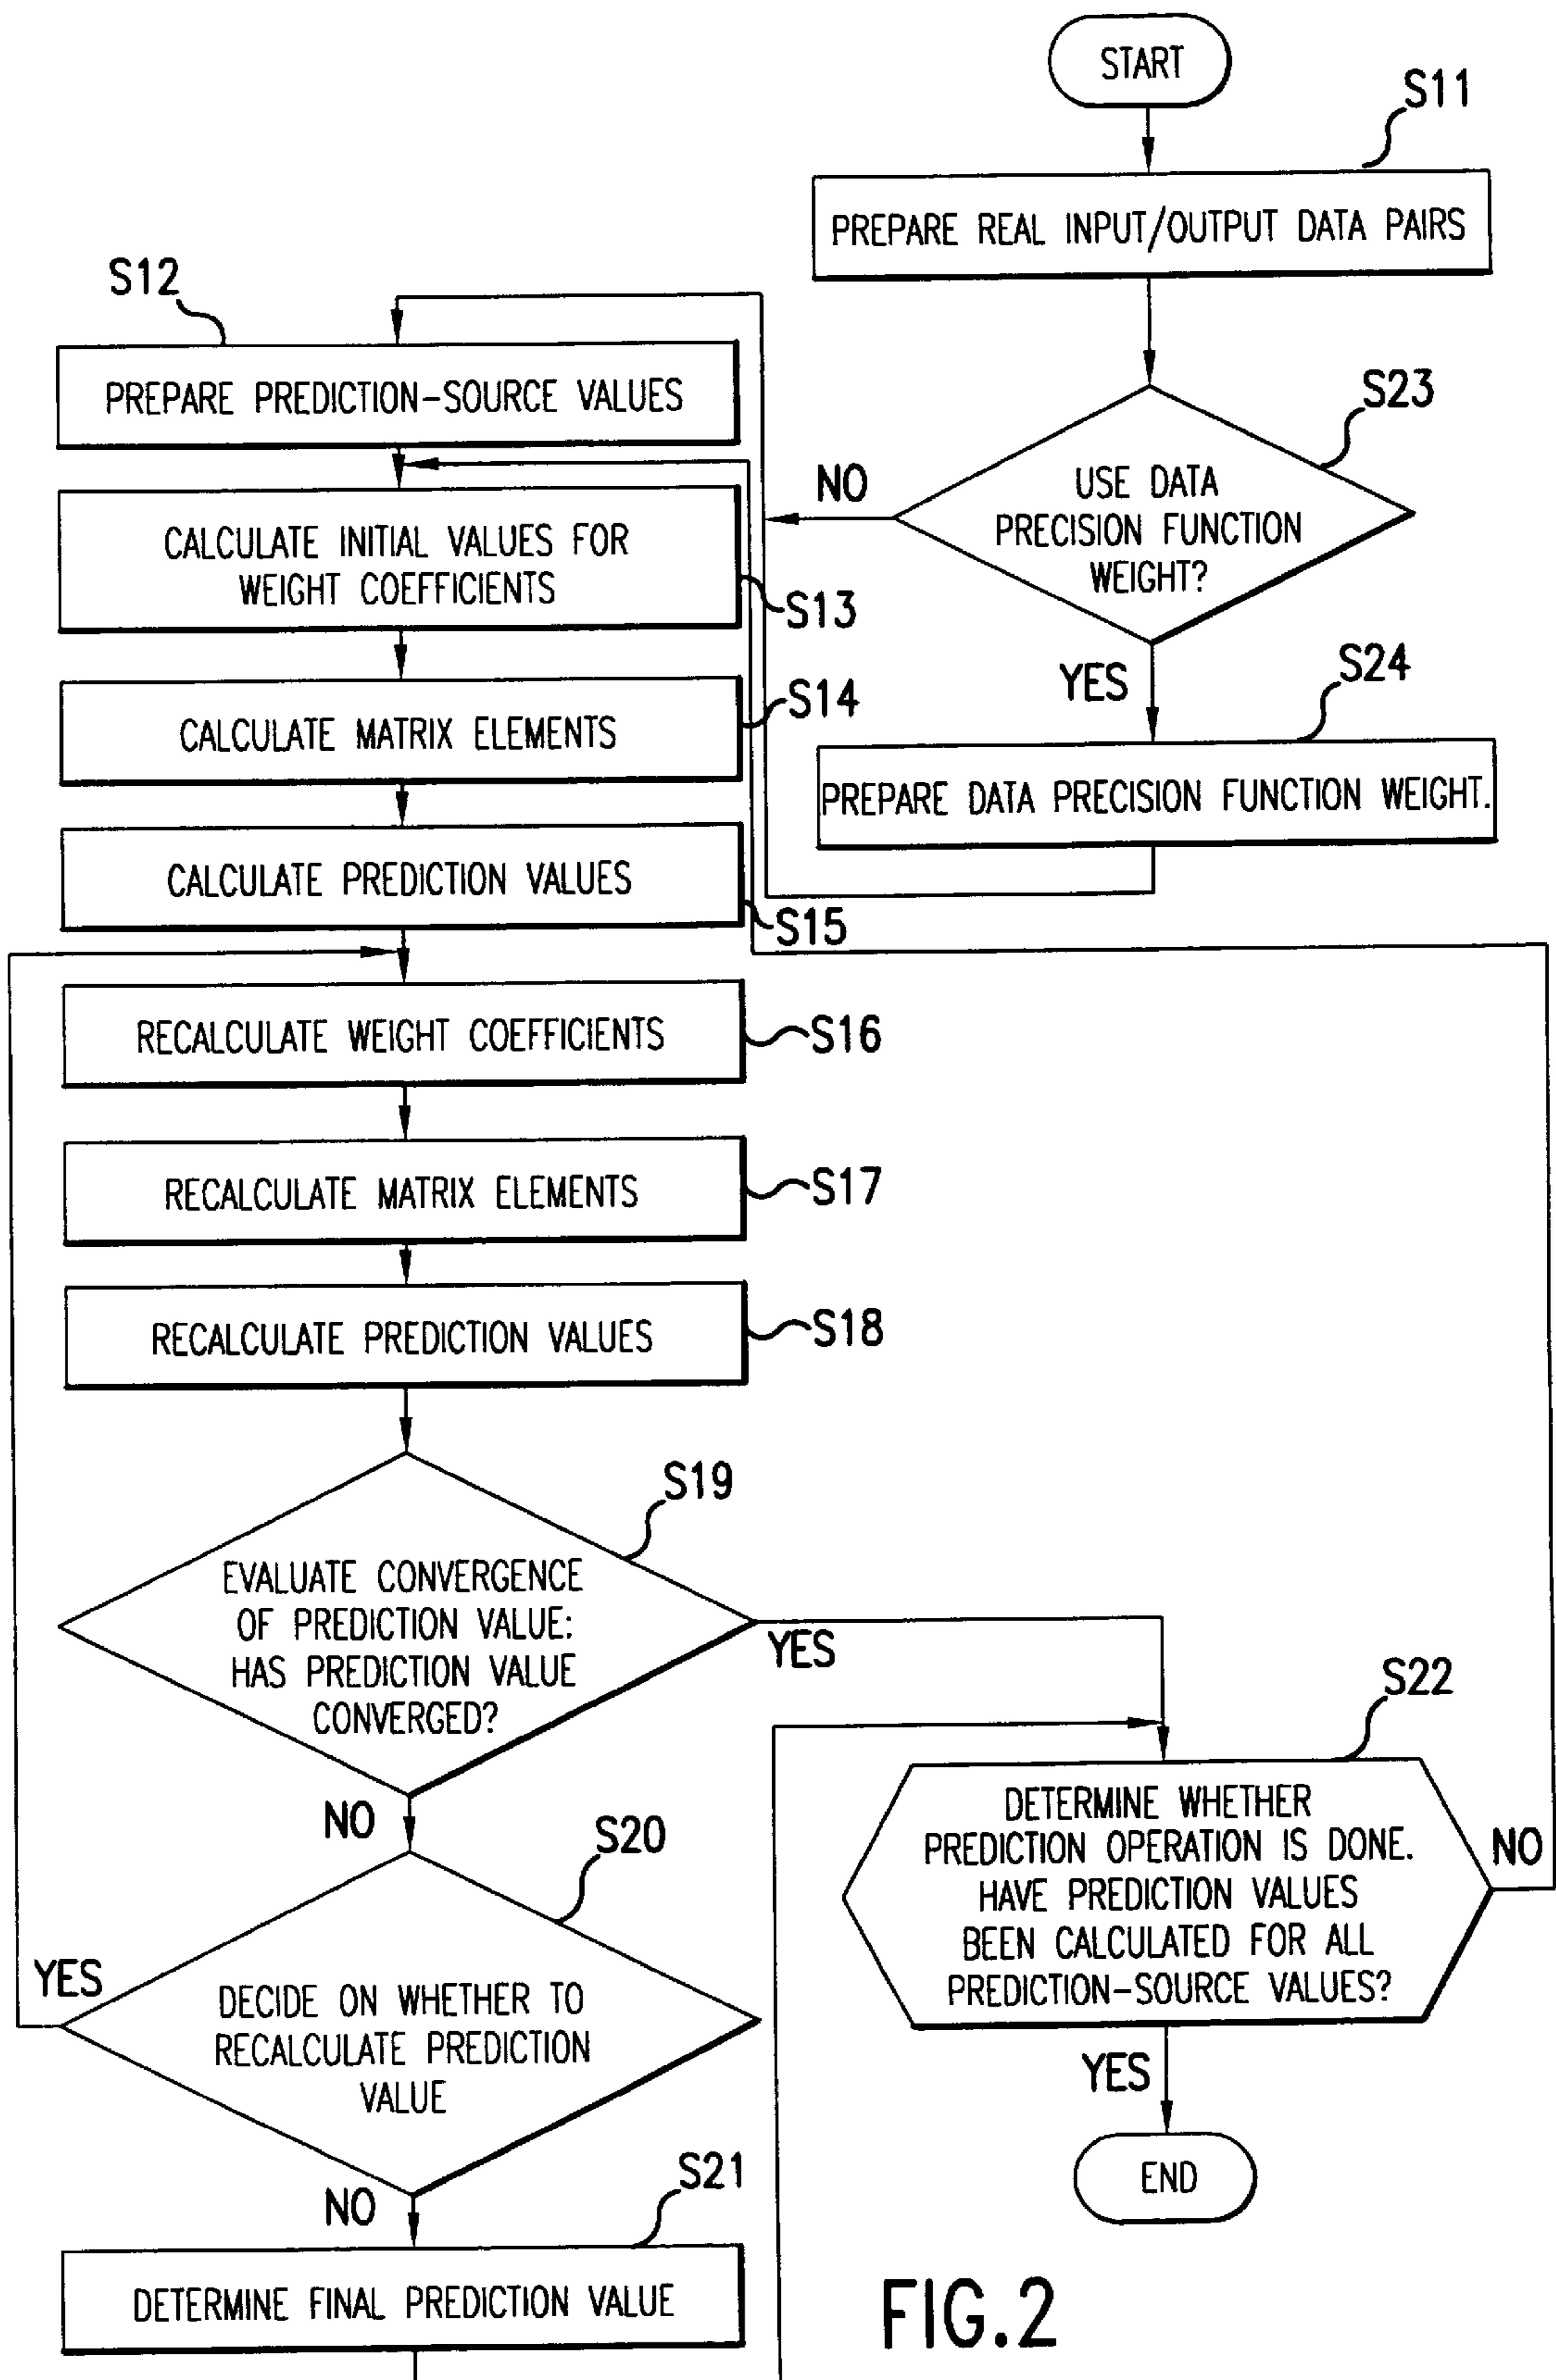 START
S11
PREPARE REAL INPUT/OUTPUT DATA PAIRS
S23
USE DATA
PRECISION FUNCTION
WEIGHT?
NO
YES
S24
PREPARE DATA PRECISION FUNCTION WEIGHT.
S12
PREPARE PREDICTION-SOURCE VALUES
CALCULATE INITIAL VALUES FOR
WEIGHT COEFFICIENTS
S13
CALCULATE MATRIX ELEMENTS
S14
CALCULATE PREDICTION VALUES
S15
RECALCULATE WEIGHT COEFFICIENTS
S16
RECALCULATE MATRIX ELEMENTS
S17
RECALCULATE PREDICTION VALUES
S18
S19
EVALUATE CONVERGENCE
OF PREDICTION VALUE:
HAS PREDICTION VALUE
CONVERGED?
YES
NO
S20
DECIDE ON WHETHER TO
RECALCULATE PREDICTION
VALUE
YES
NO
S21
DETERMINE FINAL PREDICTION VALUE
S22
DETERMINE WHETHER
PREDICTION OPERATION IS DONE.
HAVE PREDICTION VALUES
BEEN CALCULATED FOR ALL
PREDICTION-SOURCE VALUES?
NO
YES
END
FIG.2